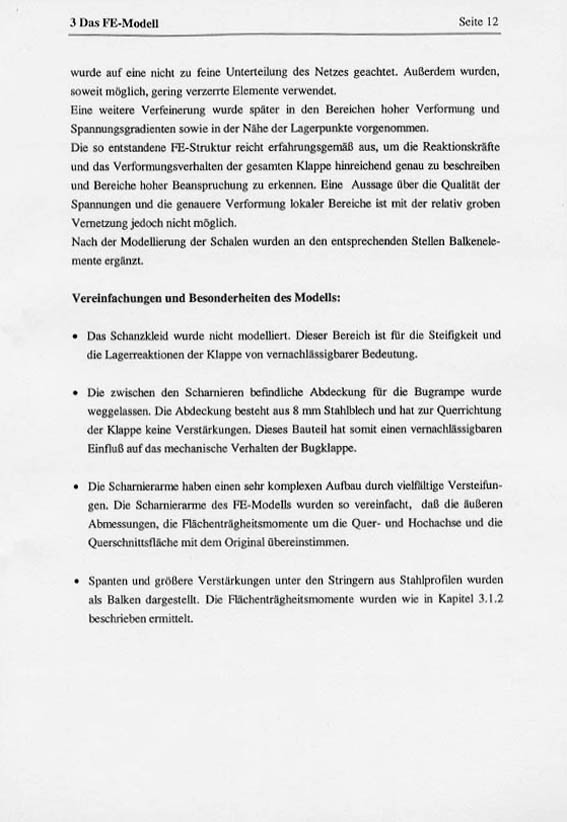 3 Das FE-Modell Seite 12
wurde auf eine nicht zu feine Unterteilung des Netzes geachtet. Außerdem wurden,
soweit möglich, gering verzerrte Elemente verwendet.
Eine weitere Verfeinerung wurde später in den Bereichen hoher Verformung und
Spannungsgradienten sowie in der Nähe der Lagerpunkte vorgenommen.
Die so entstandene FE-Struktur reicht erfahrungsgemäß aus, um die Reaktionskräfte
und das Verformungsverhalten der gesamten Klappe hinreichend genau zu beschreiben
und Bereiche hoher Beanspruchung zu erkennen. Eine Aussage über die Qualität der
Spannungen und die genauere Verformung lokaler Bereiche ist mit der relativ groben
Vernetzung jedoch nicht möglich.
Nach der Modellierung der Schalen wurden an den entsprechenden Stellen Balkenele-
mente ergänzt.
Vereinfachungen und Besonderheiten des Modells:
• Das Schanzkleid wurde nicht modelliert. Dieser Bereich ist für die Steifigkeit und
die Lagerreaktionen der Klappe von vernachlässigbarer Bedeutung.
• Die zwischen den Scharnieren befindliche Abdeckung für die Bugrampe wurde
weggelassen. Die Abdeckung besteht aus 8 mm Stahlblech und hat zur Querrichtung
der Klappe keine Verstärkungen. Dieses Bauteil hat somit einen vernachlässigbaren
Einfluß auf das mechanische Verhalten der Bugklappe.
• Die Scharnierarme haben einen sehr komplexen Aufbau durch vielfältige Versteifun-
gen. Die Scharnierarme des FE-Modells wurden so vereinfacht, daß die äußeren
Abmessungen, die Flächenträgheitsmomente um die Quer- und Hochachse und die
Querschnittsfläche mit dem Original übereinstimmen.
• Spanten und größere Verstärkungen unter den Stringern aus Stahlprofilen wurden
als Balken dargestellt. Die Flächenträgheitsmomente wurden wie in Kapitel 3.1.2
beschrieben ermittelt.